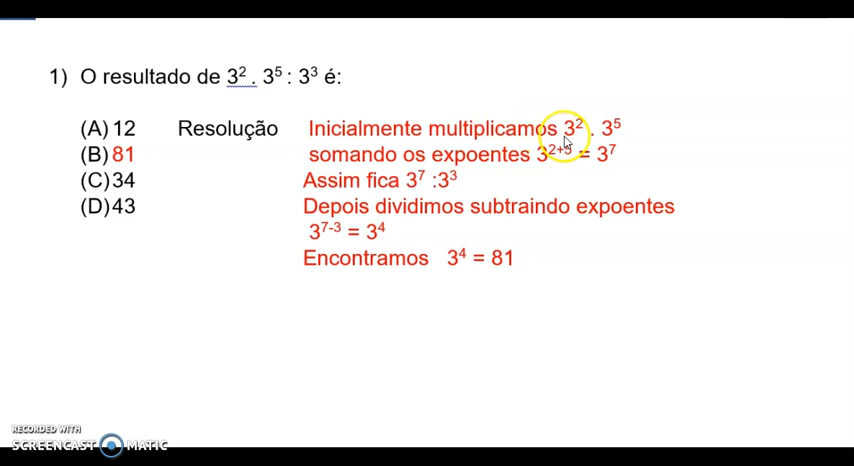 1) O resultado de 3² . 3⁵ : 3³ é:
(A) 12 Resolução Inicialmente multiplicamos 3² . 3⁵
(B) 81 somando os expoentes 3²⁺⁵ = 3⁷
(C) 34 Assim fica 3⁷ :3³
(D) 43 Depois dividimos subtraindo expoentes
3⁷⁻³ = 3⁴
Encontramos 3⁴ = 81
RECORDED WITH
SCREENCAST MATIC